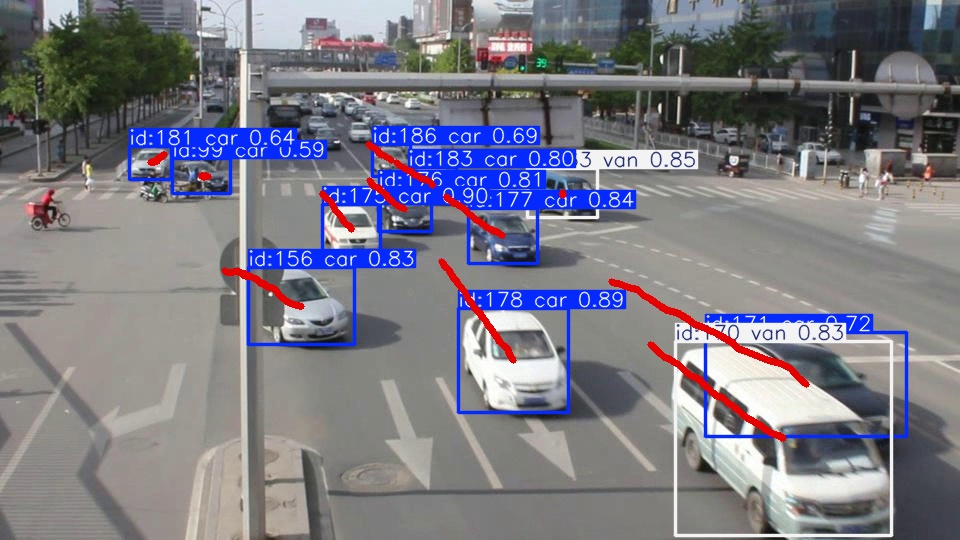 39
id:181 car 0.64
id:99 car 0.59
id:186 car 0.69
id:183 car 0.80
3 van 0.85
id:176 car 0.81
id:175 car 0.90
id:177 car 0.84
id:156 car 0.83
id:178 car 0.89
id:171 car 0.72
id:170 van 0.83